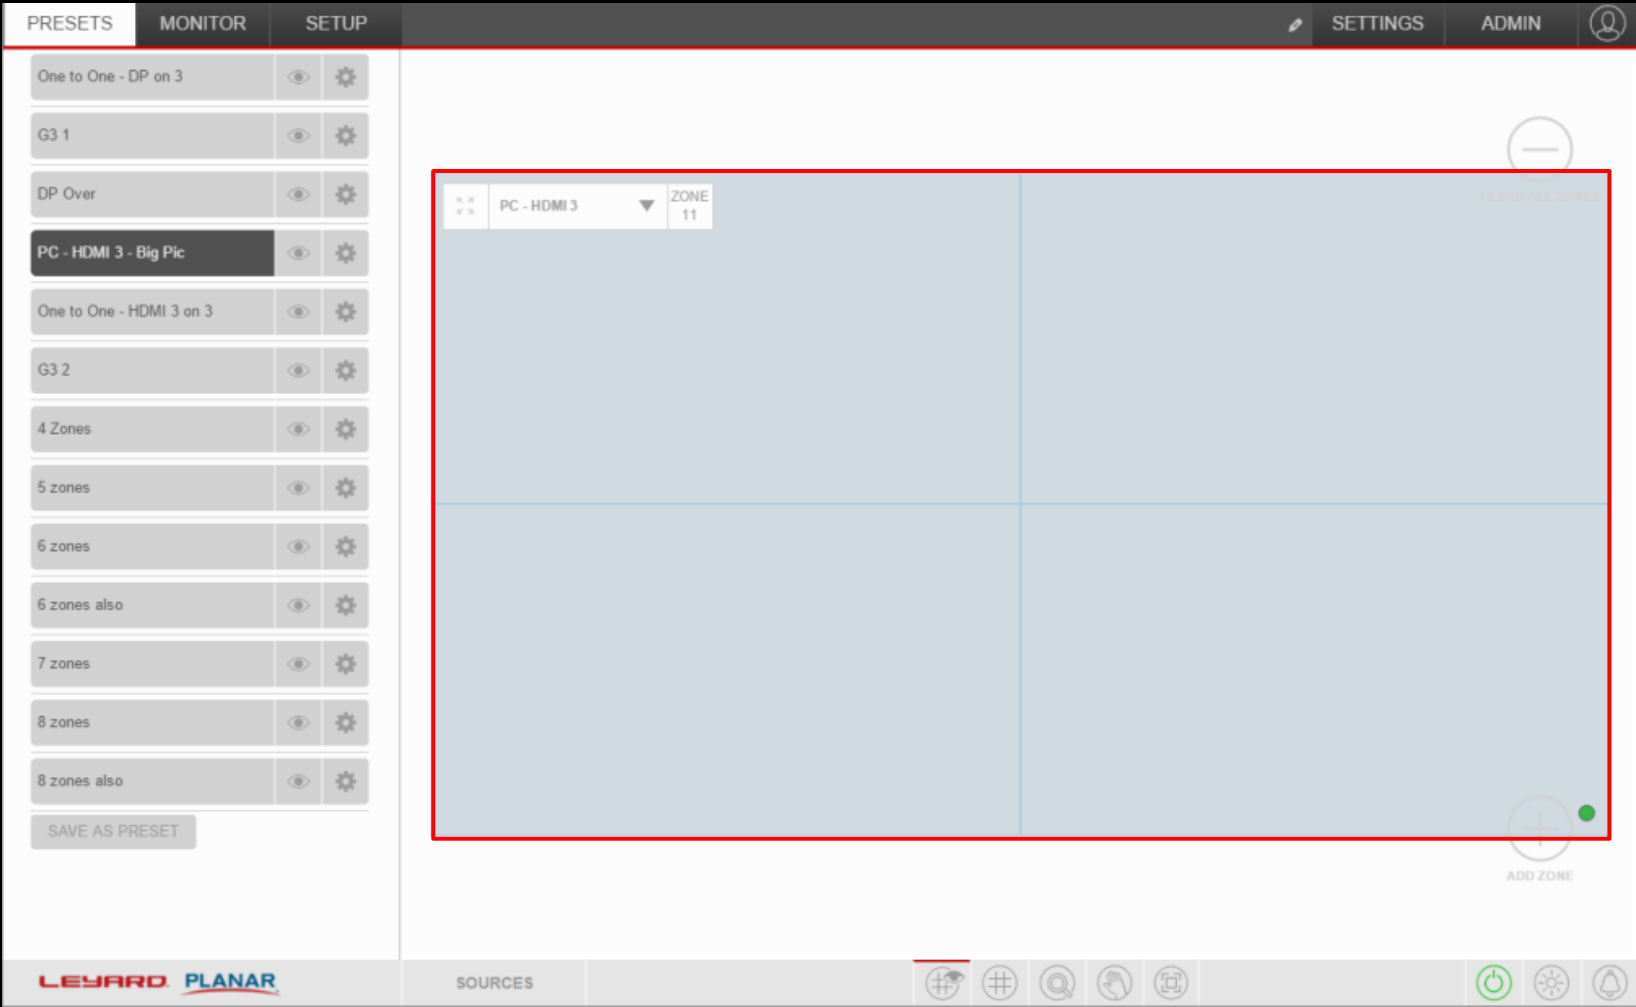 PRESETS MONITOR SETUP SETTINGS ADMIN
One to One - DP on 3
G3 1
DP Over
PC - HDMI 3 - Big Pic
One to One - HDMI 3 on 3
G3 2
4 Zones
5 zones
6 zones
6 zones also
7 zones
8 zones
8 zones also
SAVE AS PRESET
CLEAR ALL ZONES
PC - HDMI 3
ZONE
11
ADD ZONE
LEYARD PLANAR
SOURCES